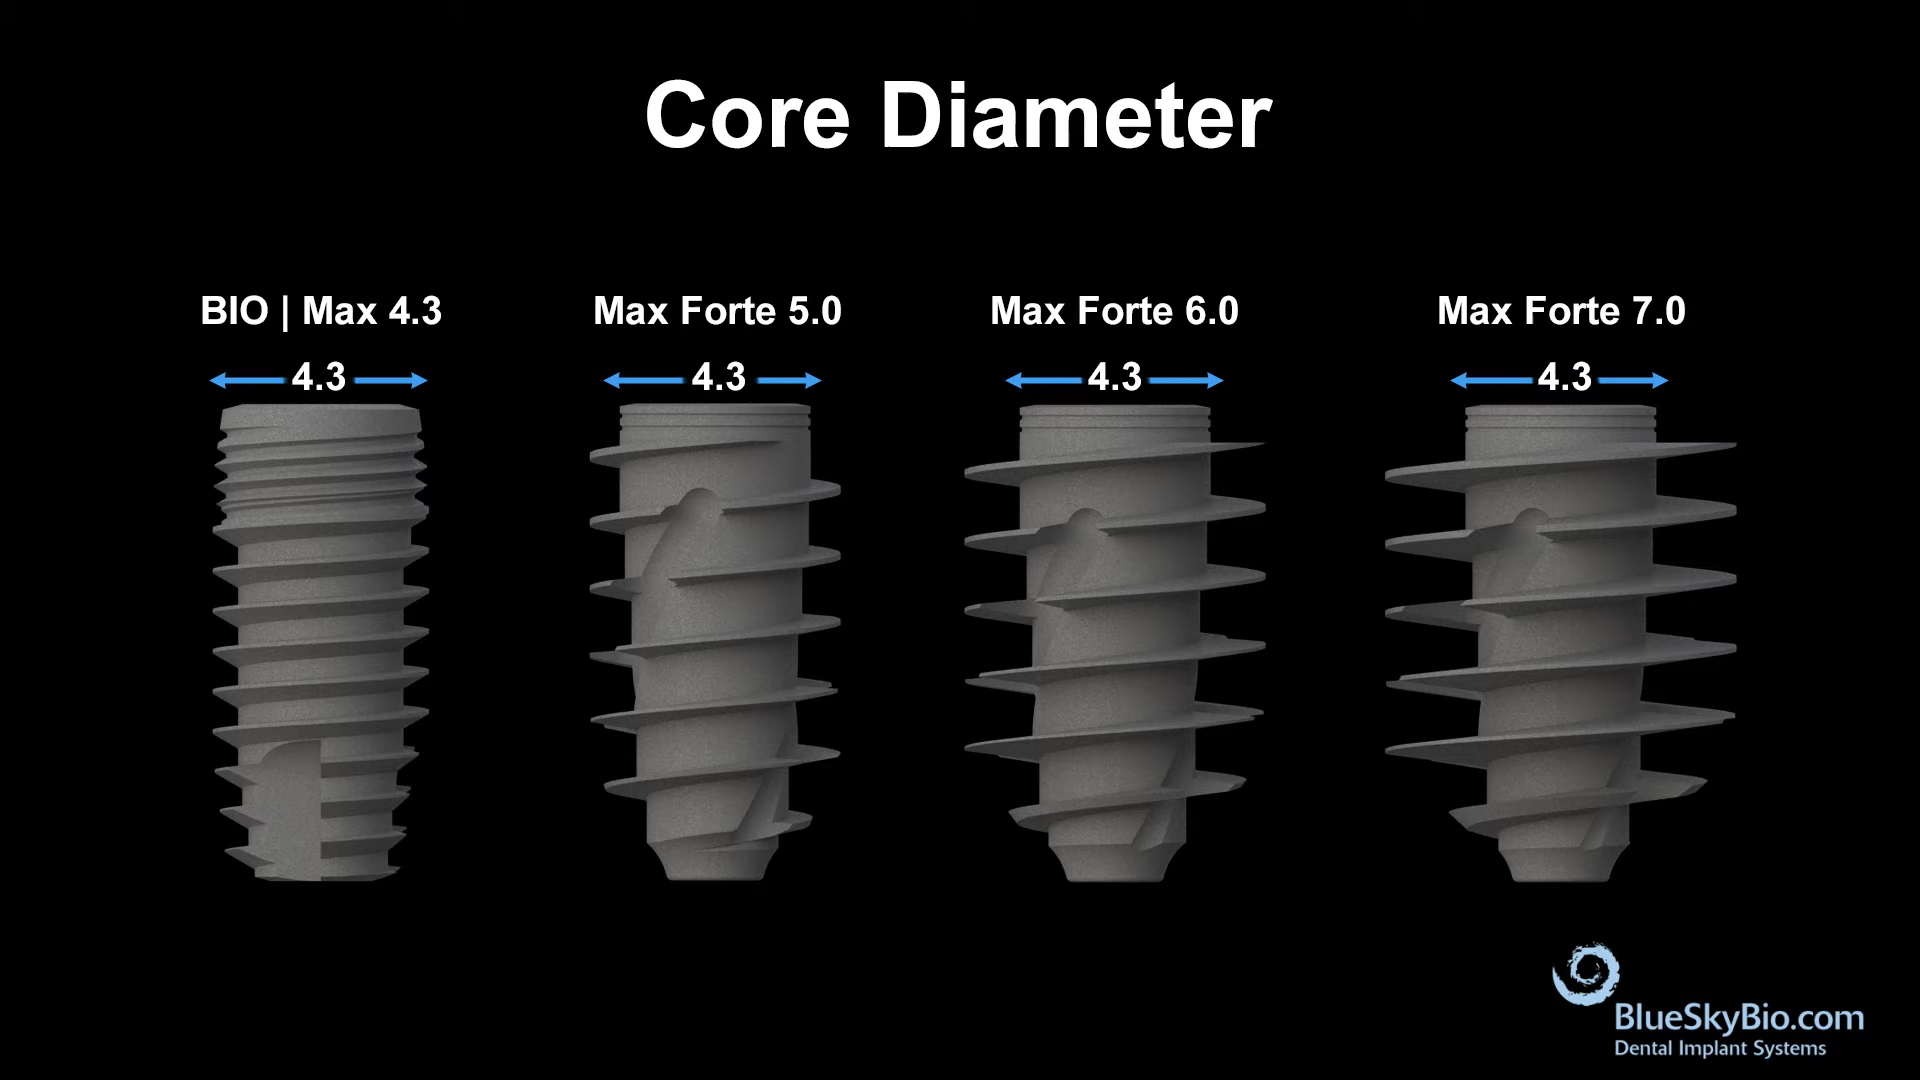 Core Diameter
BIO | Max 4.3
Max Forte 5.0
Max Forte 6.0
Max Forte 7.0
4.3
4.3
4.3
4.3
BlueSkyBio.com
Dental Implant Systems